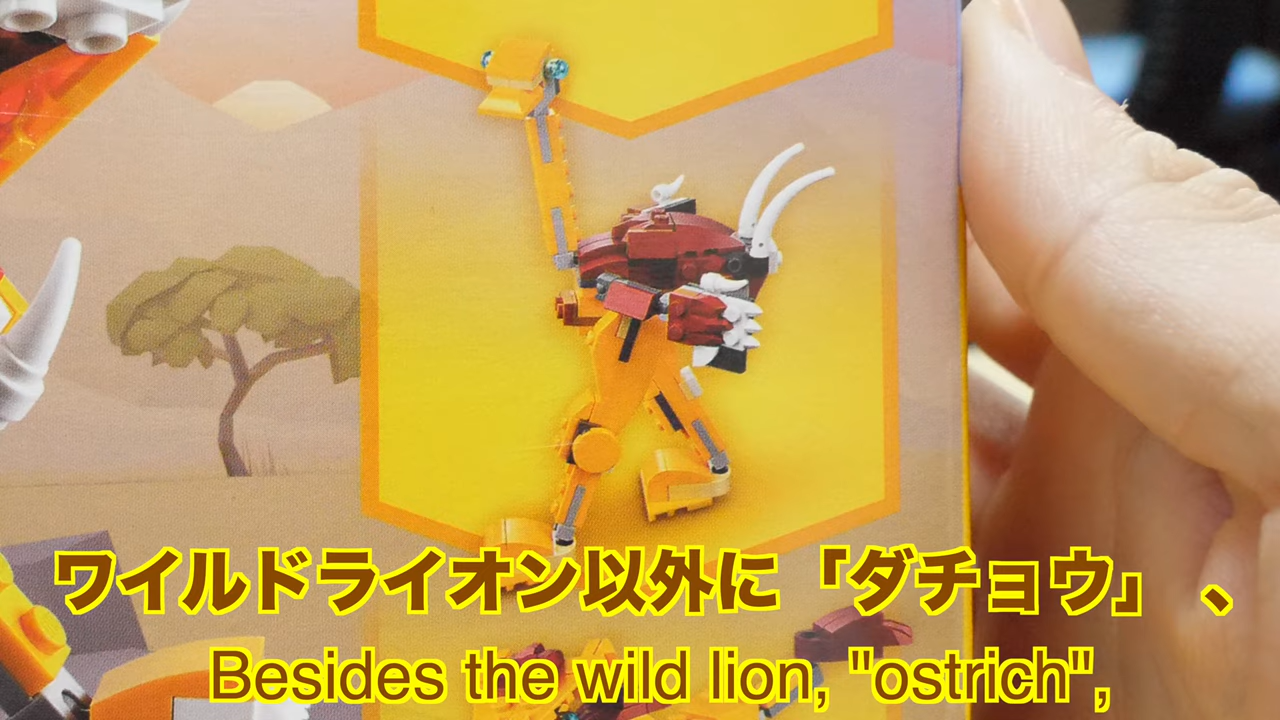 ワイルドライオン以外に「ダチョウ」、
Besides the wild lion, "ostrich",